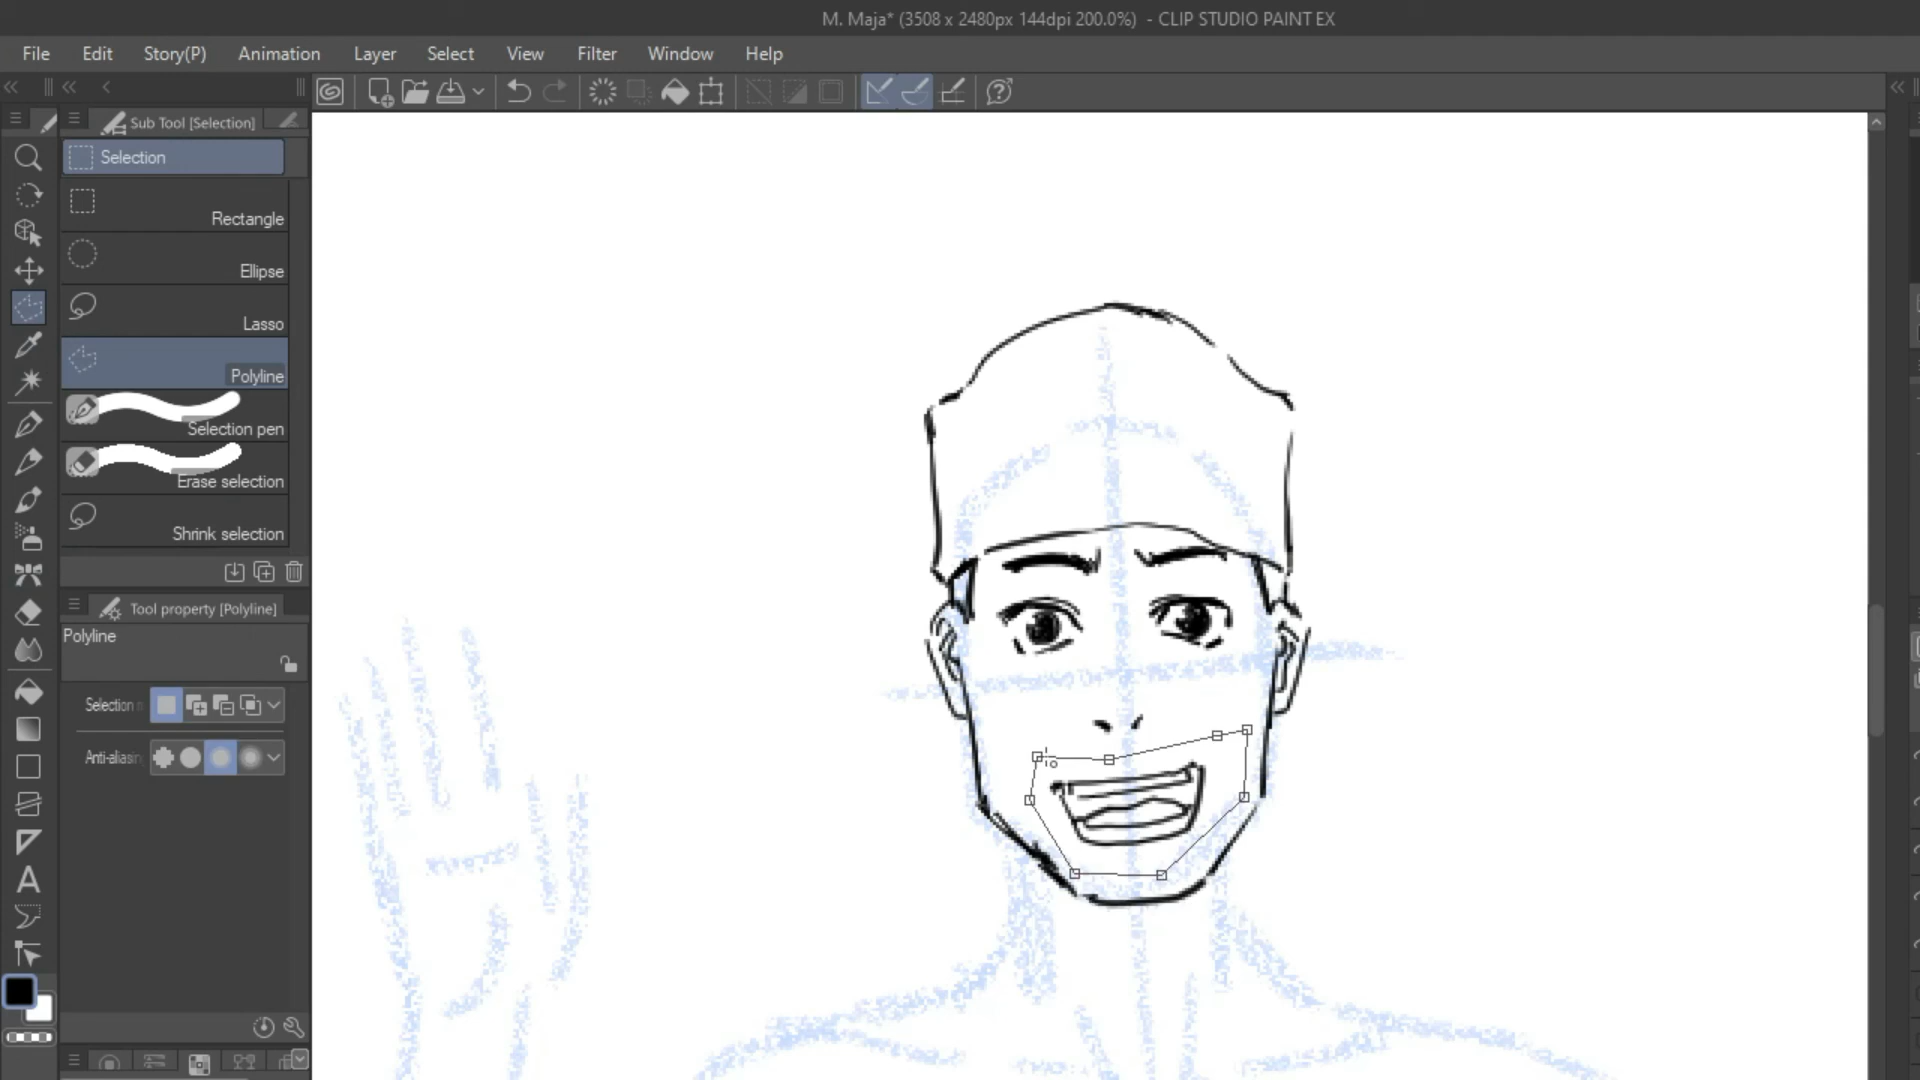 M. Maja* (3508 x 2480px 144dpi 200.0%) - CLIP STUDIO PAINT EX
File Edit Story(P) Animation Layer Select View Filter Window Help
Sub Tool [Selection]
Selection
Rectangle
Ellipse
Lasso
Polyline
Selection pen
Erase selection
Shrink selection
Tool property [Polyline]
Polyline
Selection
Anti-aliasin
A